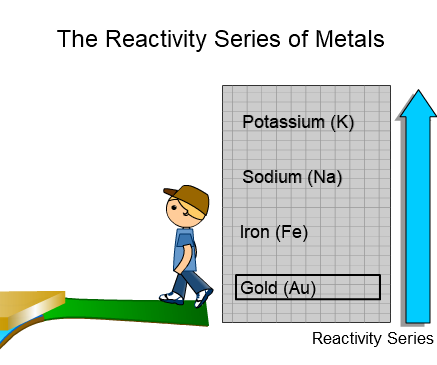 The Reactivity Series of Metals
Potassium (K)
Sodium (Na)
Iron (Fe)
Gold (Au)
Reactivity Series